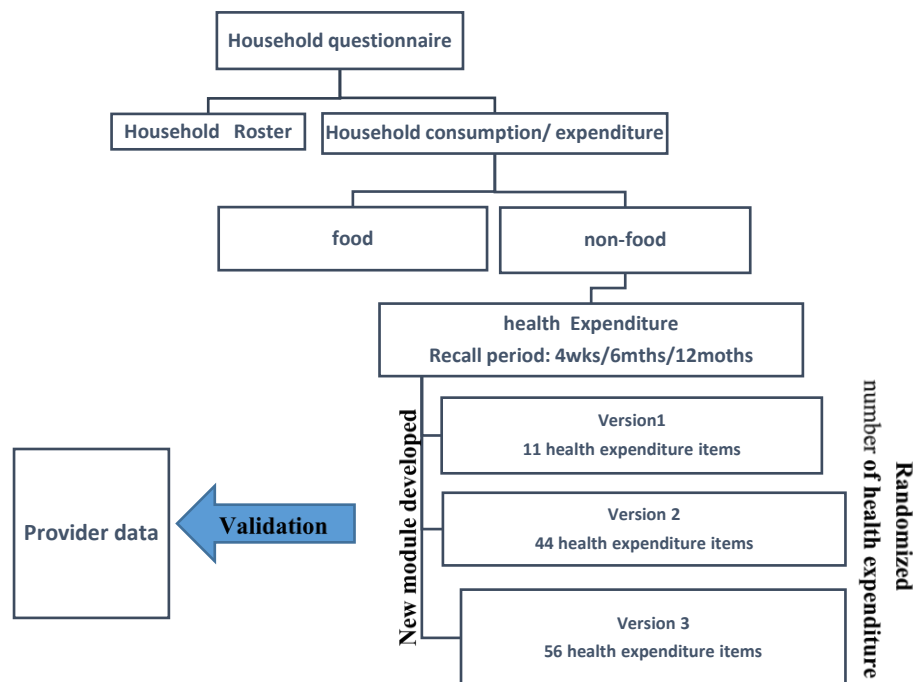 Household questionnaire
Household Roster
Household consumption/ expenditure
food
non-food
health Expenditure
Recall period: 4wks/6mths/12moths
New module developed
Version1
11 health expenditure items
Version 2
44 health expenditure items
Version 3
56 health expenditure items
Provider data
Validation
Randomized
number of health expenditure